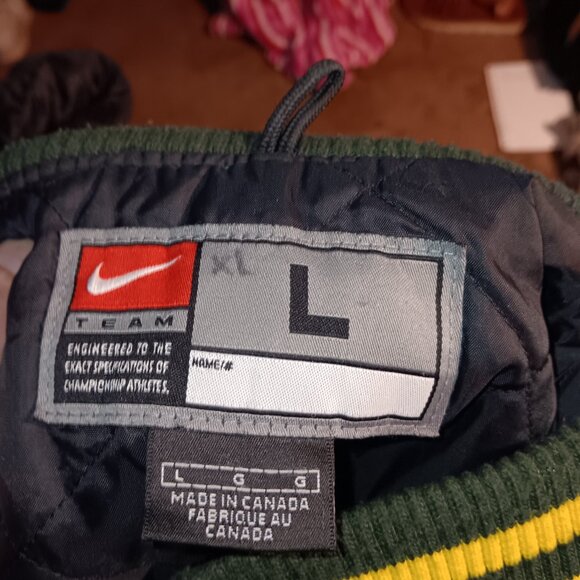 XL
L
TEAM
ENGINEERED TO THE
EXACT SPECIFICATIONS OF
CHAMPIONSHIP ATHLETES.
NAME/#
L G G
MADE IN CANADA
FABRIQUE AU
CANADA